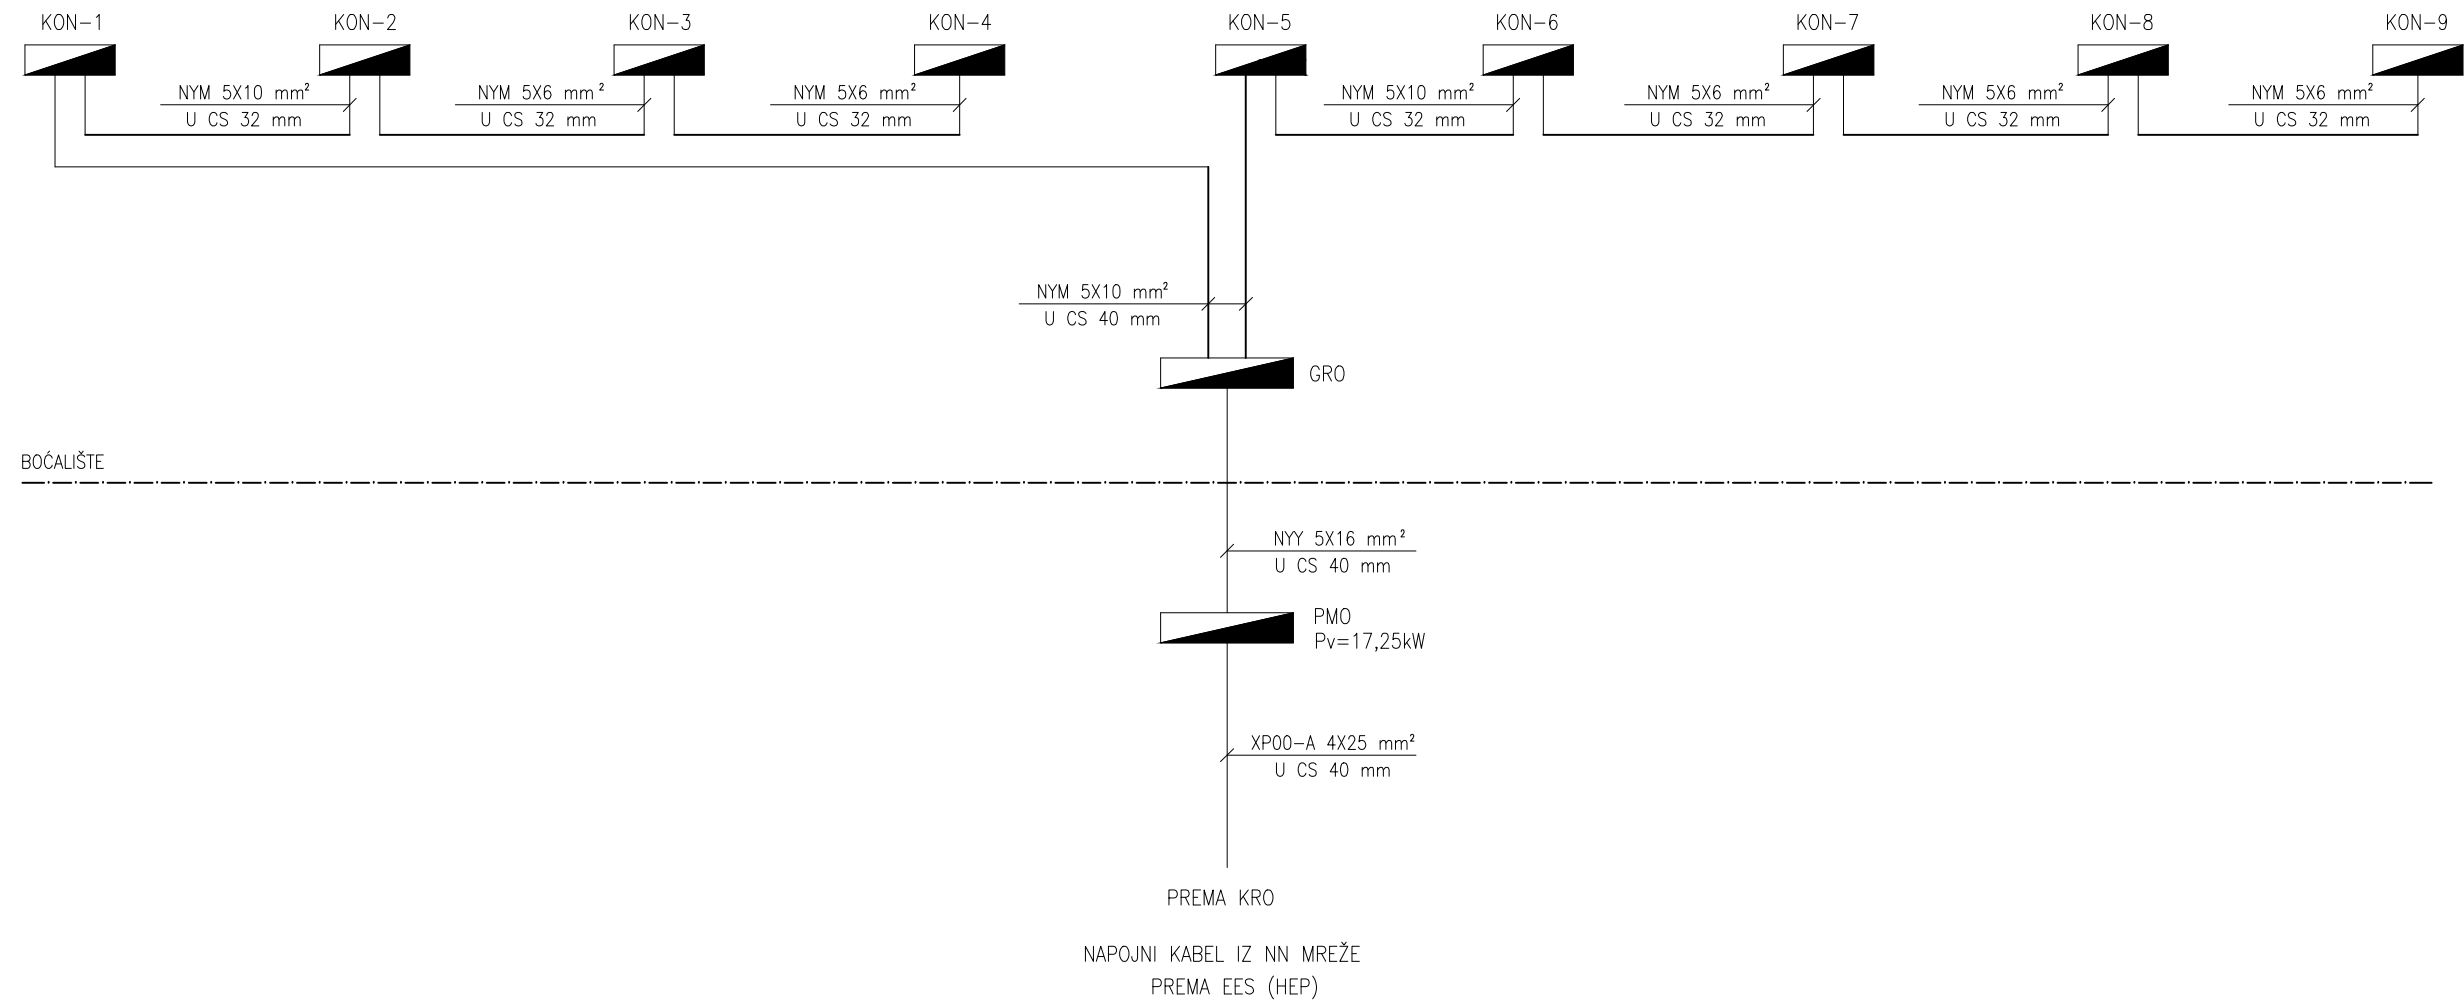 KON-1 KON-2 KON-3 KON-4 KON-5 KON-6 KON-7 KON-8 KON-9
NYM 5X10 mm²
U CS 32 mm
NYM 5X6 mm²
U CS 32 mm
NYM 5X6 mm²
U CS 32 mm
NYM 5X10 mm²
U CS 32 mm
NYM 5X6 mm²
U CS 32 mm
NYM 5X6 mm²
U CS 32 mm
NYM 5X6 mm²
U CS 32 mm
NYM 5X10 mm²
U CS 40 mm
GRO
BOĆALIŠTE
NYY 5X16 mm²
U CS 40 mm
PMO
Pv=17,25kW
XP00-A 4X25 mm²
U CS 40 mm
PREMA KRO
NAPOJNI KABEL IZ NN MREŽE
PREMA EES (HEP)